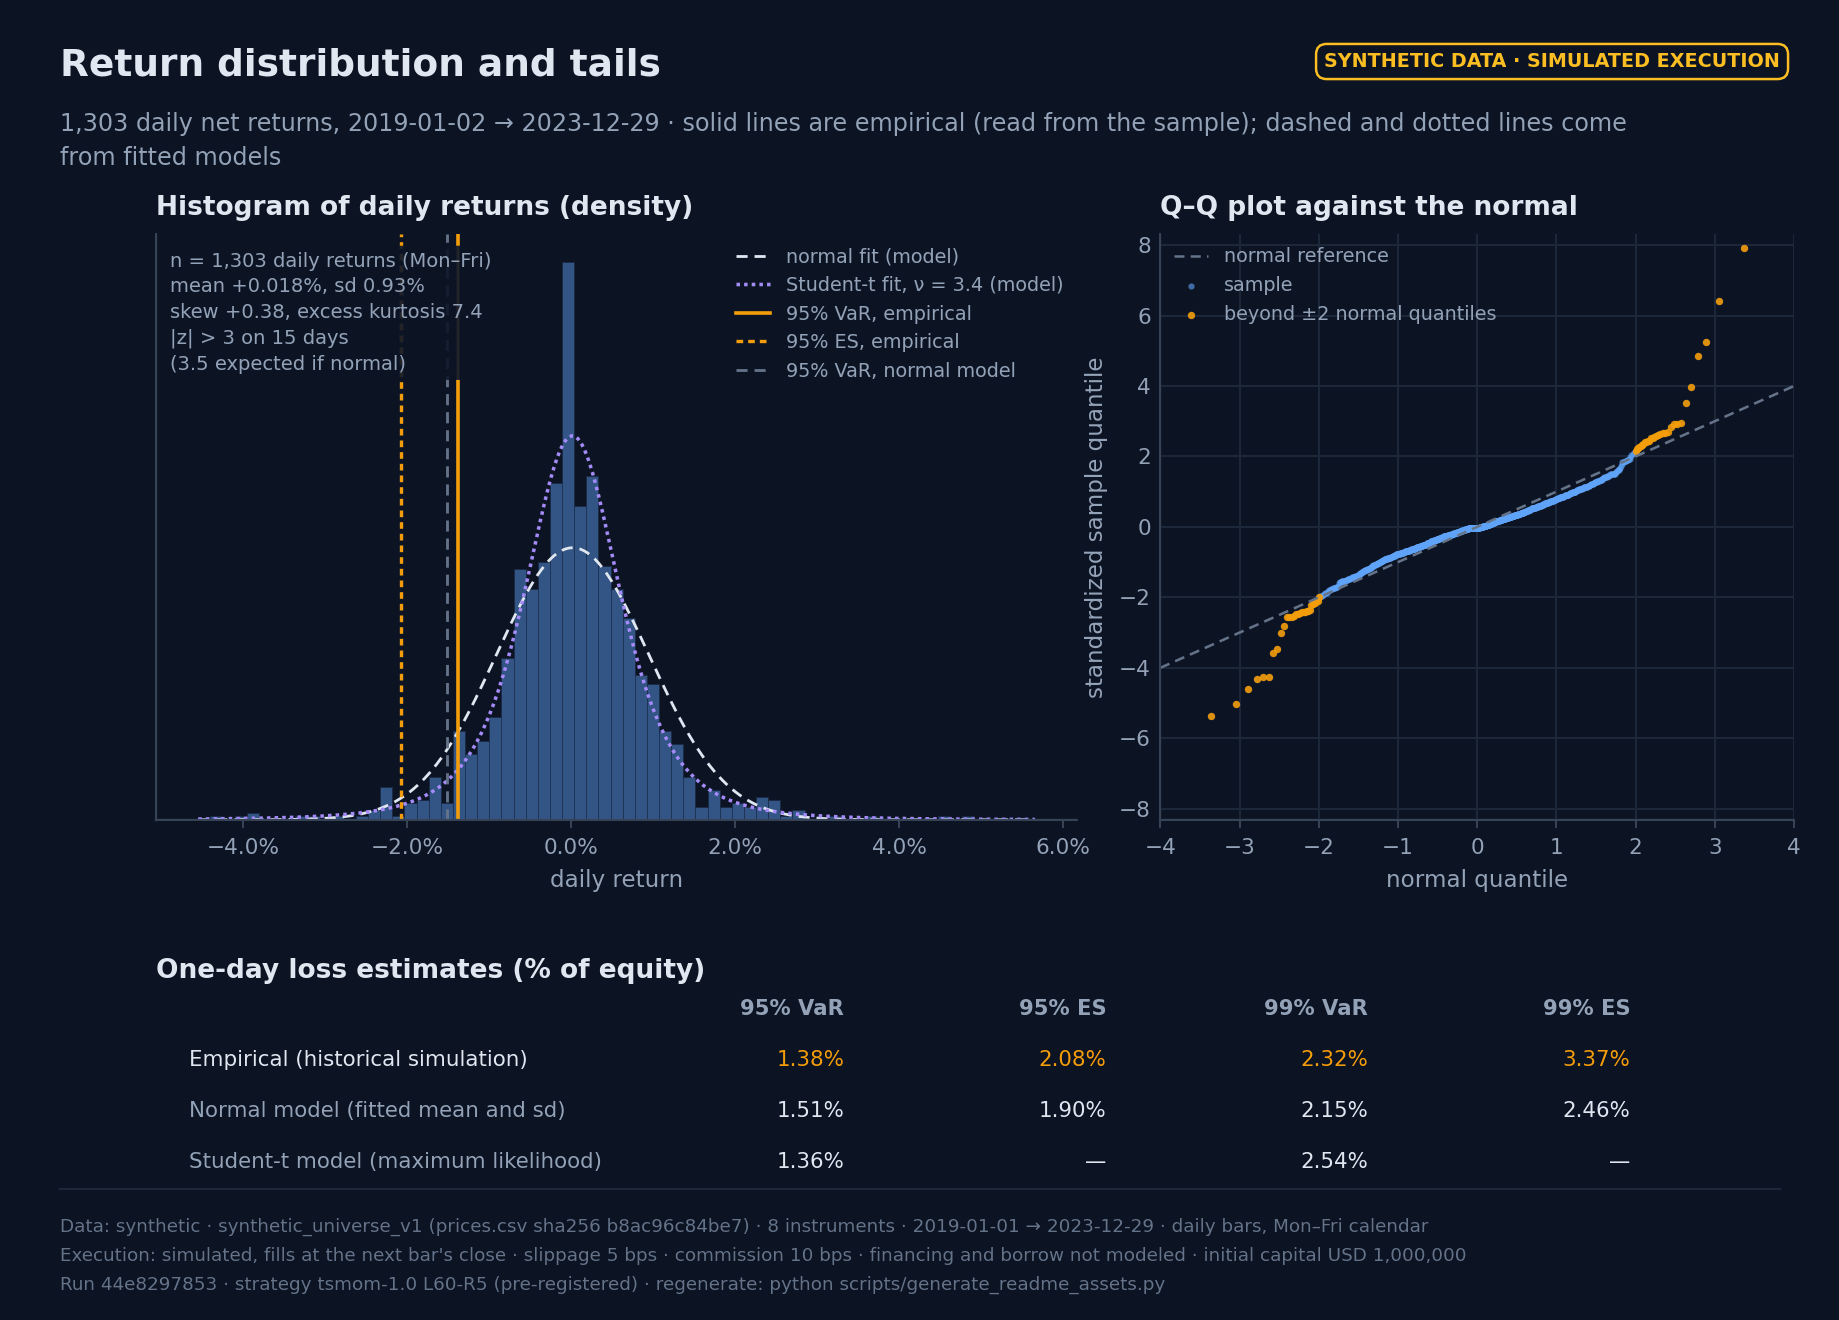 Return distribution and tails
SYNTHETIC DATA · SIMULATED EXECUTION
1,303 daily net returns, 2019-01-02 → 2023-12-29 · solid lines are empirical (read from the sample); dashed and dotted lines come
from fitted models
Histogram of daily returns (density)
n = 1,303 daily returns (Mon–Fri)
mean +0.018%, sd 0.93%
skew +0.38, excess kurtosis 7.4
|z| > 3 on 15 days
(3.5 expected if normal)
normal fit (model)
Student-t fit, ν = 3.4 (model)
95% VaR, empirical
95% ES, empirical
95% VaR, normal model
−4.0% −2.0% 0.0% 2.0% 4.0% 6.0%
daily return
Q–Q plot against the normal
normal reference
sample
beyond ±2 normal quantiles
standardized sample quantile
8
6
4
2
0
−2
−4
−6
−8
−4 −3 −2 −1 0 1 2 3 4
normal quantile
One-day loss estimates (% of equity)
95% VaR 95% ES 99% VaR 99% ES
Empirical (historical simulation) 1.38% 2.08% 2.32% 3.37%
Normal model (fitted mean and sd) 1.51% 1.90% 2.15% 2.46%
Student-t model (maximum likelihood) 1.36% — 2.54% —
Data: synthetic · synthetic_universe_v1 (prices.csv sha256 b8ac96c84be7) · 8 instruments · 2019-01-01 → 2023-12-29 · daily bars, Mon–Fri calendar
Execution: simulated, fills at the next bar's close · slippage 5 bps · commission 10 bps · financing and borrow not modeled · initial capital USD 1,000,000
Run 44e8297853 · strategy tsmom-1.0 L60-R5 (pre-registered) · regenerate: python scripts/generate_readme_assets.py